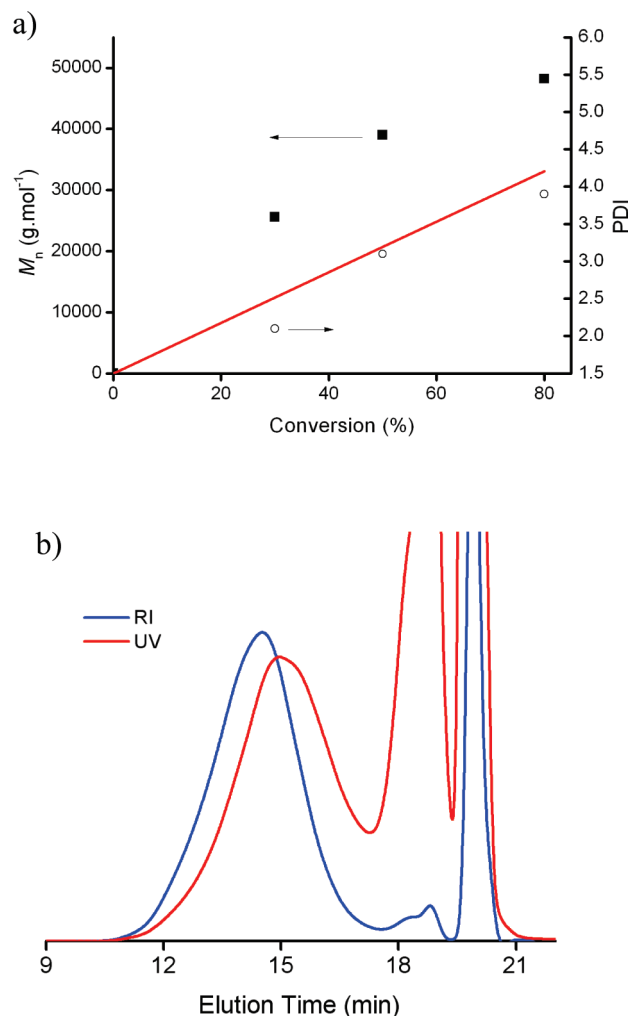 a)
50000
40000
30000
20000
10000
0
Mn (g.mol⁻¹)
6.0
5.5
5.0
4.5
4.0
3.5
3.0
2.5
2.0
1.5
PDI
0 20 40 60 80
Conversion (%)
b)
RI
UV
9 12 15 18 21
Elution Time (min)